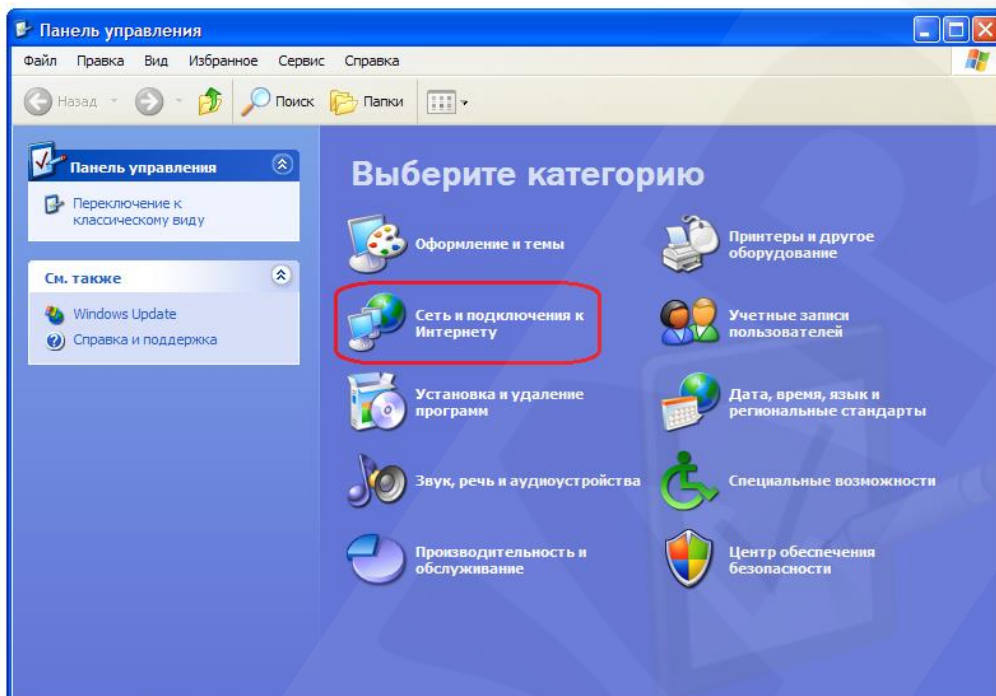 Панель управления
Файл Правка Вид Избранное Сервис Справка
Назад Поиск Папки
Панель управления
Переключение к
классическому виду
См. также
Windows Update
Справка и поддержка
Выберите категорию
Оформление и темы
Принтеры и другое
оборудование
Сеть и подключения к
Интернету
Учетные записи
пользователей
Установка и удаление
программ
Дата, время, язык и
региональные стандарты
Звук, речь и аудиоустройства
Специальные возможности
Производительность и
обслуживание
Центр обеспечения
безопасности